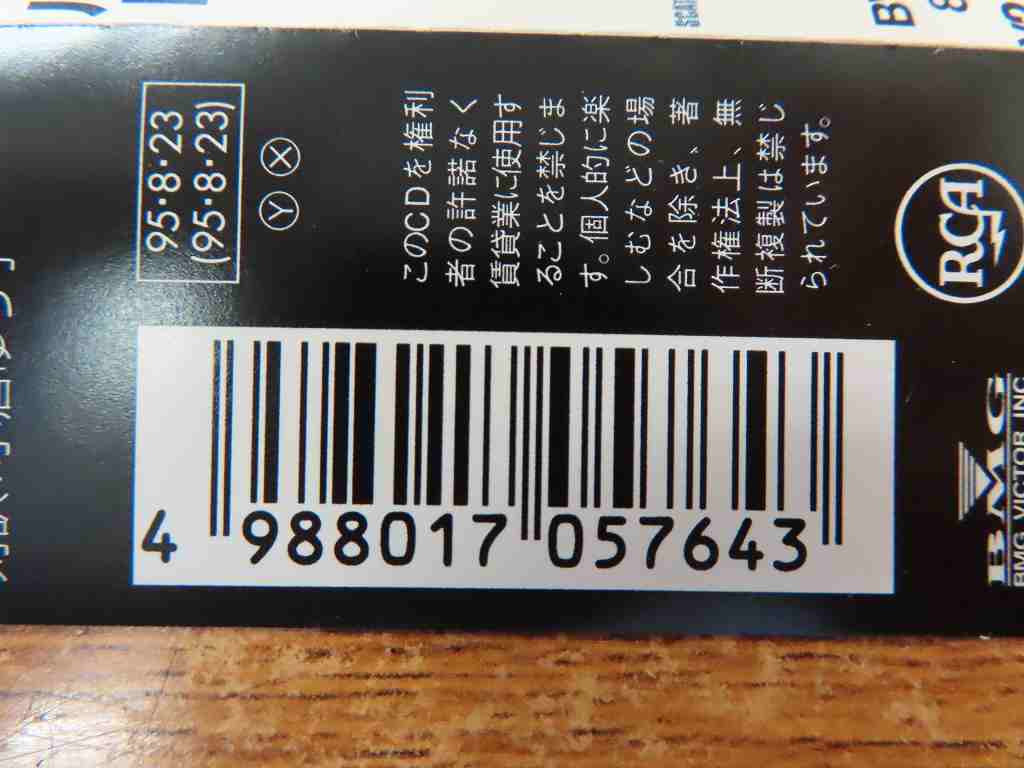 95・8・23
(95・8・23)
Y X
このCDを権利
者の許諾なく
賃貸業に使用す
ることを禁じま
す。個人的に楽
しむなどの場
合を除き、著
作権法上、無
断複製は禁じ
られています。
4 988017 057643
RCA
BMG
BMG VICTOR INC